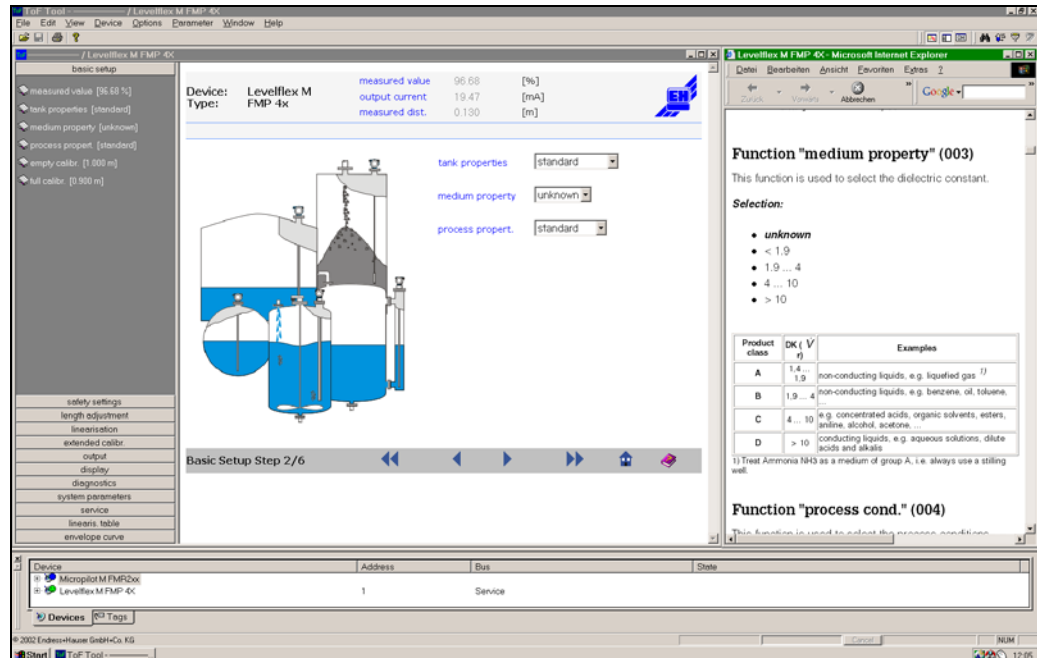 ToF Tool - ———— / Levelflex M FMP 4X
File Edit View Device Options Parameter Window Help
———— / Levelflex M FMP 4X
basic setup
measured value [96.68 %]
tank properties [standard]
medium property [unknown]
process propert. [standard]
empty calibr. [1.000 m]
full calibr. [0.900 m]
safety settings
length adjustment
linearisation
extended calibr.
output
display
diagnostics
system parameters
service
linearis. table
envelope curve
Device: Levelflex M
Type: FMP 4x
measured value 96.68 [%]
output current 19.47 [mA]
measured dist. 0.130 [m]
EH
tank properties standard
medium property unknown
process propert. standard
Basic Setup Step 2/6
Levelflex M FMP 4X - Microsoft Internet Explorer
Datei Bearbeiten Ansicht Favoriten Extras ?
Zurück Vorwärts Abbrechen Google
Function "medium property" (003)
This function is used to select the dielectric constant.
Selection:
unknown
< 1.9
1.9 ... 4
4 ... 10
> 10
Product class DK ( V r) Examples
A 1,4 ... 1,9 non-conducting liquids, e.g. liquefied gas 1)
B 1,9 ... 4 non-conducting liquids, e.g. benzene, oil, toluene, ...
C 4 ... 10 e.g. concentrated acids, organic solvents, esters, aniline, alcohol, acetone, ...
D > 10 conducting liquids, e.g. aqueous solutions, dilute acids and alkalis
1) Treat Ammonia NH3 as a medium of group A, i.e. always use a stilling
well.
Function "process cond." (004)
This function is used to select the process conditions
Device Address Bus State
Micropilot M FMR2xx
Levelflex M FMP 4X 1 Service
Devices Tags
© 2002 Endress+Hauser GmbH+Co. KG Cancel NUM
Start ToF Tool - ———— 12:05